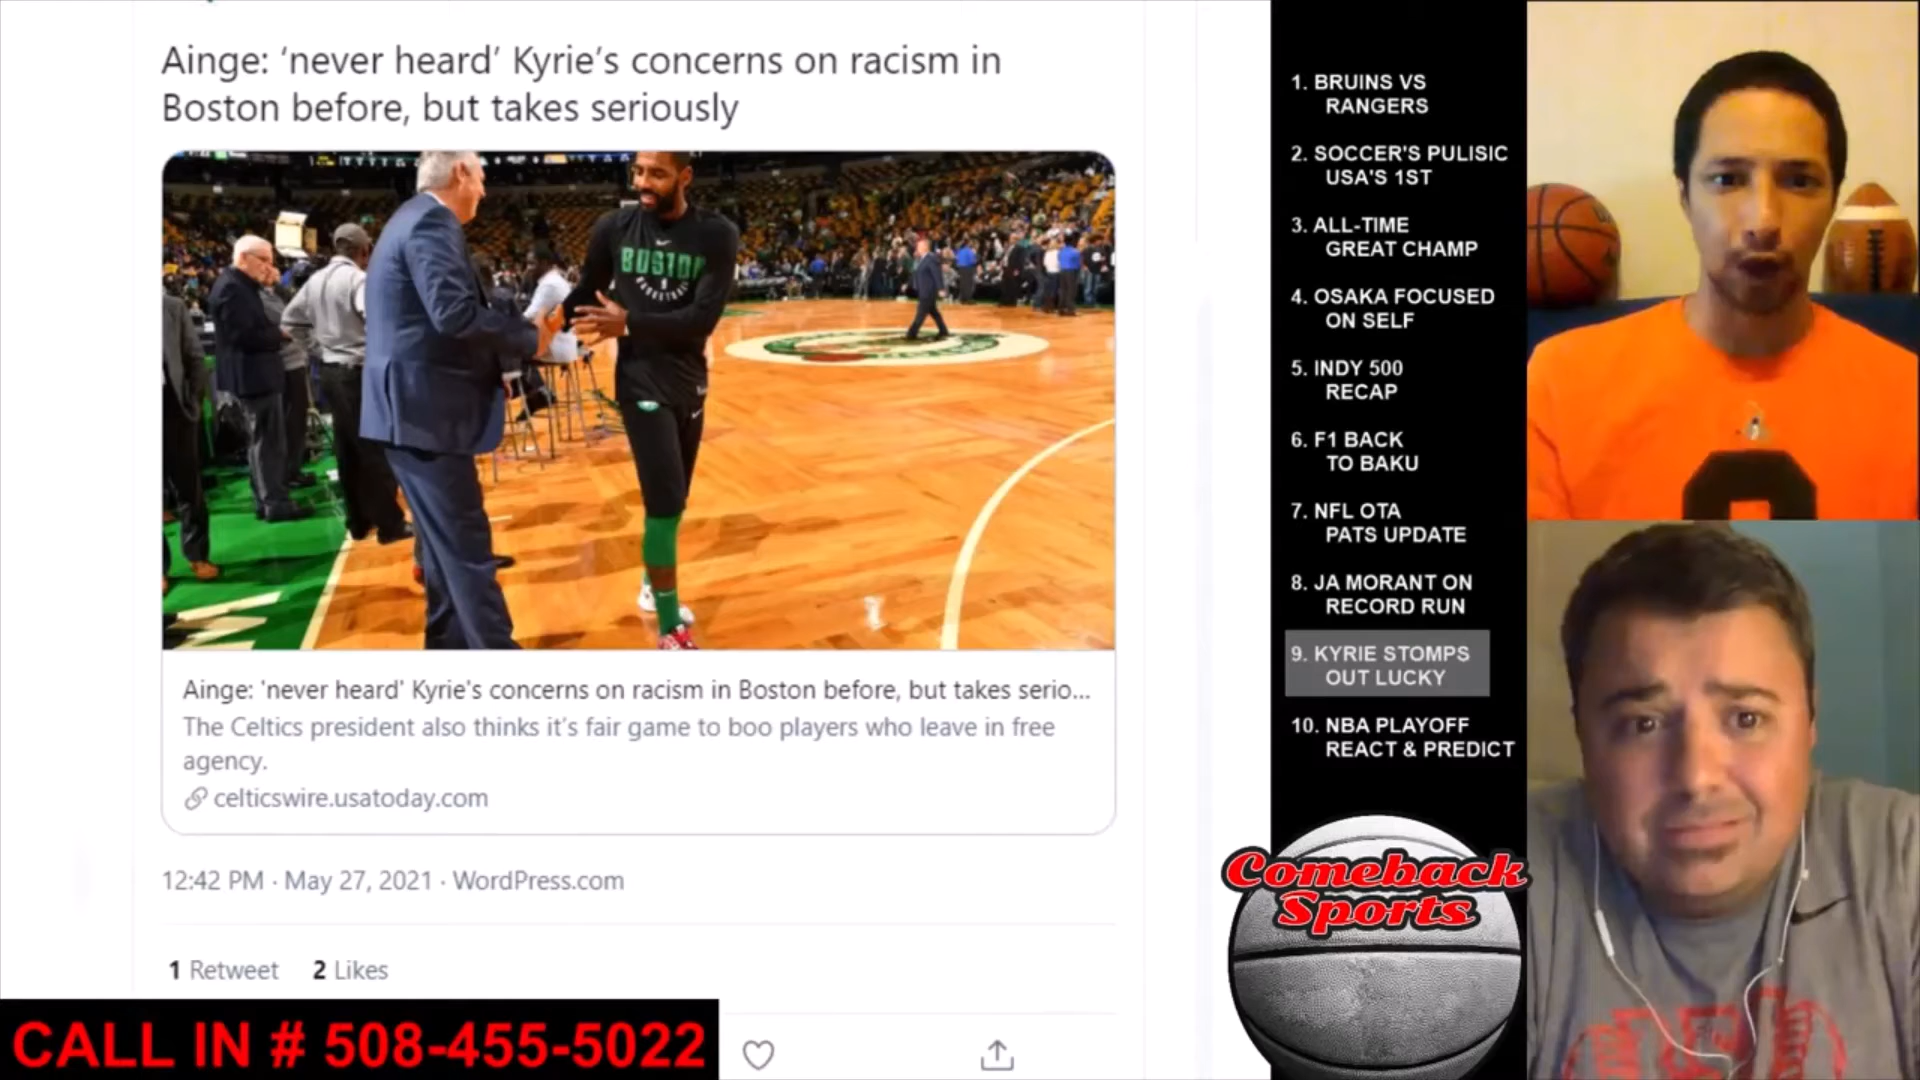 Ainge: ‘never heard’ Kyrie’s concerns on racism in
Boston before, but takes seriously
BOSTON
BASKETBALL
Ainge: 'never heard' Kyrie's concerns on racism in Boston before, but takes serio...
The Celtics president also thinks it's fair game to boo players who leave in free
agency.
celticswire.usatoday.com
12:42 PM · May 27, 2021 · WordPress.com
1 Retweet 2 Likes
CALL IN # 508-455-5022
1. BRUINS VS
RANGERS
2. SOCCER'S PULISIC
USA'S 1ST
3. ALL-TIME
GREAT CHAMP
4. OSAKA FOCUSED
ON SELF
5. INDY 500
RECAP
6. F1 BACK
TO BAKU
7. NFL OTA
PATS UPDATE
8. JA MORANT ON
RECORD RUN
9. KYRIE STOMPS
OUT LUCKY
10. NBA PLAYOFF
REACT & PREDICT
Comeback
Sports